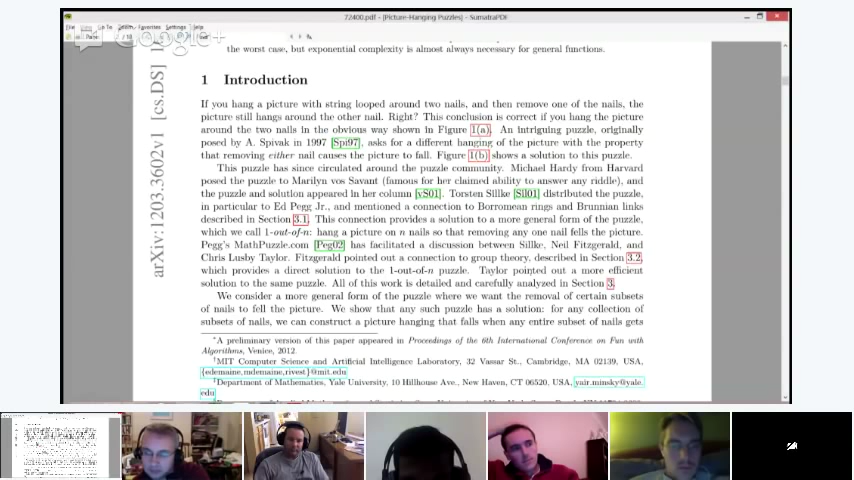 72400.pdf - [Picture-Hanging Puzzles] - SumatraPDF
File View Go To Zoom Favorites Settings Help
Page:
Google+
the worst case, but exponential complexity is almost always necessary for general functions.
1 Introduction
If you hang a picture with string looped around two nails, and then remove one of the nails, the
picture still hangs around the other nail. Right? This conclusion is correct if you hang the picture
around the two nails in the obvious way shown in Figure 1(a). An intriguing puzzle, originally
posed by A. Spivak in 1997 [Spi97], asks for a different hanging of the picture with the property
that removing either nail causes the picture to fall. Figure 1(b) shows a solution to this puzzle.
This puzzle has since circulated around the puzzle community. Michael Hardy from Harvard
posed the puzzle to Marilyn vos Savant (famous for her claimed ability to answer any riddle), and
the puzzle and solution appeared in her column [vS01]. Torsten Sillke [Sil01] distributed the puzzle,
in particular to Ed Pegg Jr., and mentioned a connection to Borromean rings and Brunnian links
described in Section 3.1. This connection provides a solution to a more general form of the puzzle,
which we call 1-out-of-n: hang a picture on n nails so that removing any one nail fells the picture.
Pegg's MathPuzzle.com [Peg02] has facilitated a discussion between Sillke, Neil Fitzgerald, and
Chris Lusby Taylor. Fitzgerald pointed out a connection to group theory, described in Section 3.2,
which provides a direct solution to the 1-out-of-n puzzle. Taylor pointed out a more efficient
solution to the same puzzle. All of this work is detailed and carefully analyzed in Section 3.
We consider a more general form of the puzzle where we want the removal of certain subsets
of nails to fell the picture. We show that any such puzzle has a solution: for any collection of
subsets of nails, we can construct a picture hanging that falls when any entire subset of nails gets
*A preliminary version of this paper appeared in Proceedings of the 6th International Conference on Fun with
Algorithms, Venice, 2012.
†MIT Computer Science and Artificial Intelligence Laboratory, 32 Vassar St., Cambridge, MA 02139, USA,
{edemaine,mdemaine,rivest}@mit.edu
‡Department of Mathematics, Yale University, 10 Hillhouse Ave., New Haven, CT 06520, USA, yair.minsky@yale.
edu
arXiv:1203.3602v1 [cs.DS]